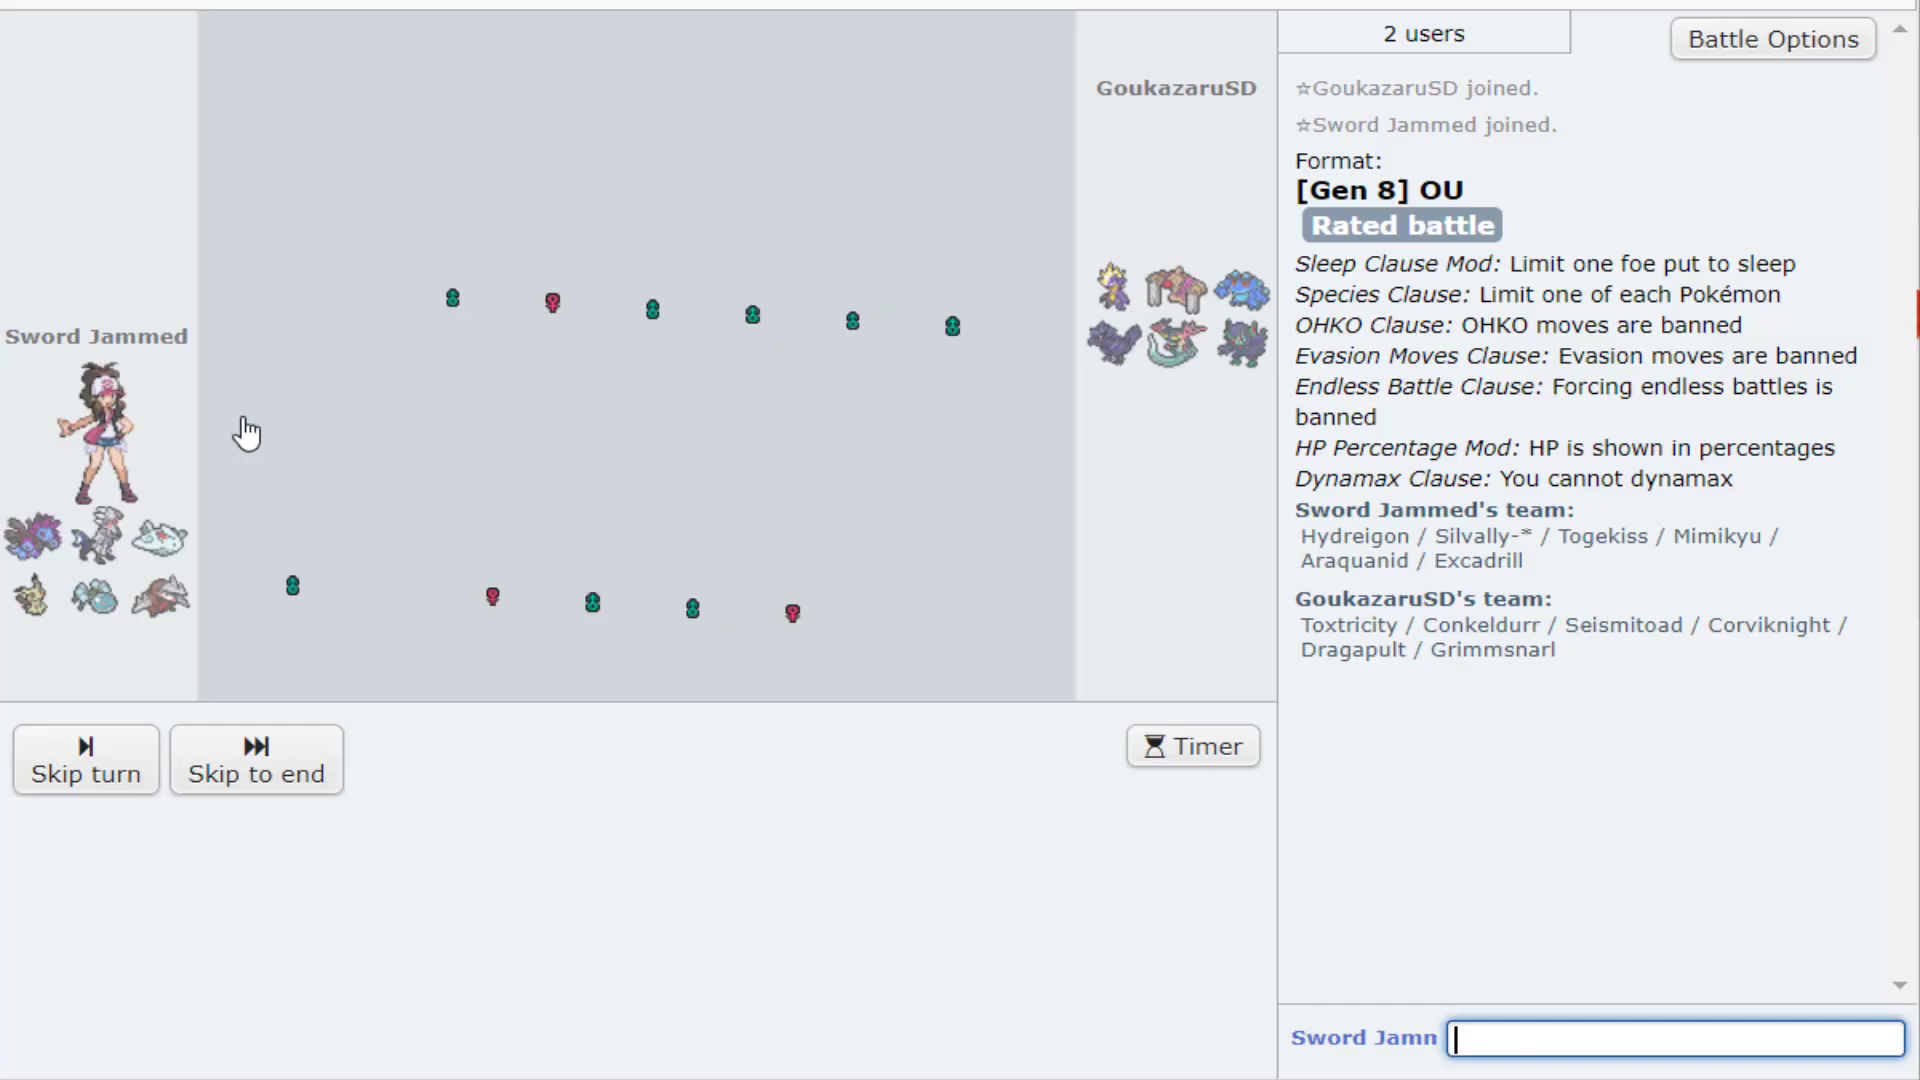 2 users
Battle Options
GoukazaruSD
☆GoukazaruSD joined.
☆Sword Jammed joined.
Format:
[Gen 8] OU
Rated battle
Sleep Clause Mod: Limit one foe put to sleep
Species Clause: Limit one of each Pokémon
OHKO Clause: OHKO moves are banned
Evasion Moves Clause: Evasion moves are banned
Endless Battle Clause: Forcing endless battles is
banned
HP Percentage Mod: HP is shown in percentages
Dynamax Clause: You cannot dynamax
Sword Jammed's team:
Hydreigon / Silvally-* / Togekiss / Mimikyu /
Araquanid / Excadrill
GoukazaruSD's team:
Toxtricity / Conkeldurr / Seismitoad / Corviknight /
Dragapult / Grimmsnarl
Sword Jammed
Skip turn
Skip to end
Timer
Sword Jamn